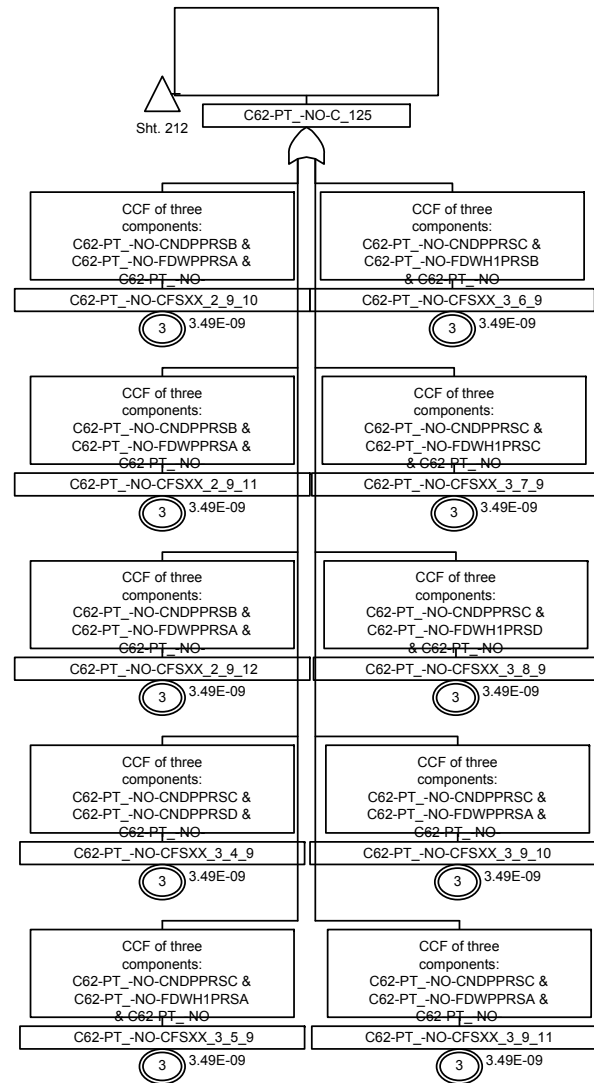 Sht. 212
C62-PT_-NO-C_125
CCF of three
components:
C62-PT_-NO-CNDPPRSB &
C62-PT_-NO-FDWPPRSA &
C62-PT_-NO-
C62-PT_-NO-CFSXX_2_9_10
3
3.49E-09
CCF of three
components:
C62-PT_-NO-CNDPPRSC &
C62-PT_-NO-FDWH1PRSB
& C62-PT_-NO
C62-PT_-NO-CFSXX_3_6_9
3
3.49E-09
CCF of three
components:
C62-PT_-NO-CNDPPRSB &
C62-PT_-NO-FDWPPRSA &
C62-PT_-NO-
C62-PT_-NO-CFSXX_2_9_11
3
3.49E-09
CCF of three
components:
C62-PT_-NO-CNDPPRSC &
C62-PT_-NO-FDWH1PRSC
& C62-PT_-NO
C62-PT_-NO-CFSXX_3_7_9
3
3.49E-09
CCF of three
components:
C62-PT_-NO-CNDPPRSB &
C62-PT_-NO-FDWPPRSA &
C62-PT_-NO-
C62-PT_-NO-CFSXX_2_9_12
3
3.49E-09
CCF of three
components:
C62-PT_-NO-CNDPPRSC &
C62-PT_-NO-FDWH1PRSD
& C62-PT_-NO
C62-PT_-NO-CFSXX_3_8_9
3
3.49E-09
CCF of three
components:
C62-PT_-NO-CNDPPRSC &
C62-PT_-NO-CNDPPRSD &
C62-PT_-NO-
C62-PT_-NO-CFSXX_3_4_9
3
3.49E-09
CCF of three
components:
C62-PT_-NO-CNDPPRSC &
C62-PT_-NO-FDWPPRSA &
C62-PT_-NO-
C62-PT_-NO-CFSXX_3_9_10
3
3.49E-09
CCF of three
components:
C62-PT_-NO-CNDPPRSC &
C62-PT_-NO-FDWH1PRSA
& C62-PT_-NO
C62-PT_-NO-CFSXX_3_5_9
3
3.49E-09
CCF of three
components:
C62-PT_-NO-CNDPPRSC &
C62-PT_-NO-FDWPPRSA &
C62-PT_-NO-
C62-PT_-NO-CFSXX_3_9_11
3
3.49E-09